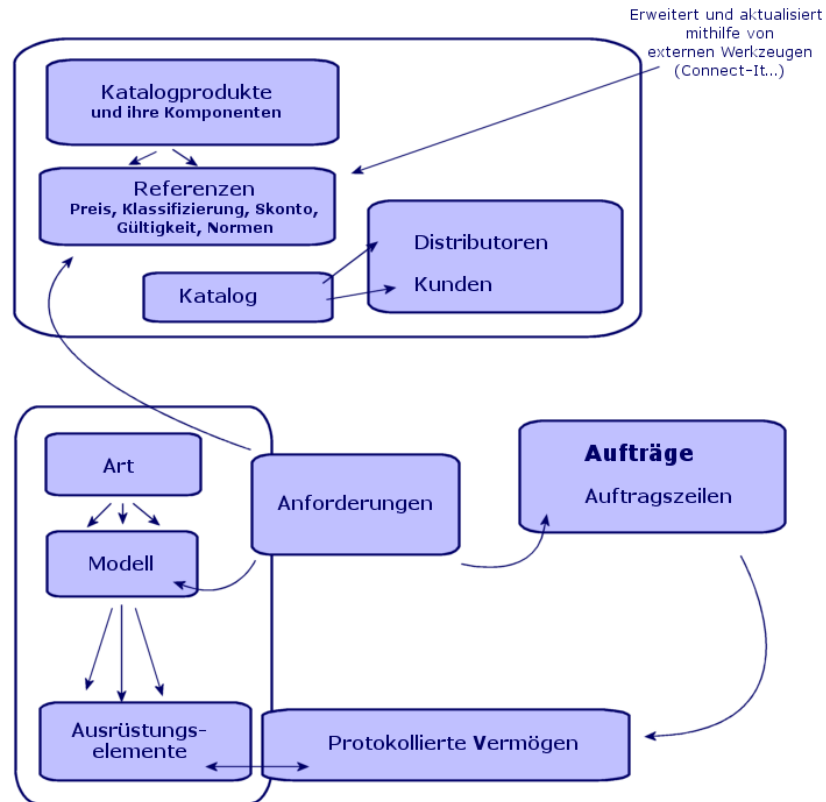 Erweitert und aktualisiert
mithilfe von
externen Werkzeugen
(Connect-It...)
Katalogprodukte
und ihre Komponenten
Referenzen
Preis, Klassifizierung, Skonto,
Gültigkeit, Normen
Distributoren
Kunden
Katalog
Art
Modell
Ausrüstungs-
elemente
Anforderungen
Aufträge
Auftragszeilen
Protokollierte Vermögen